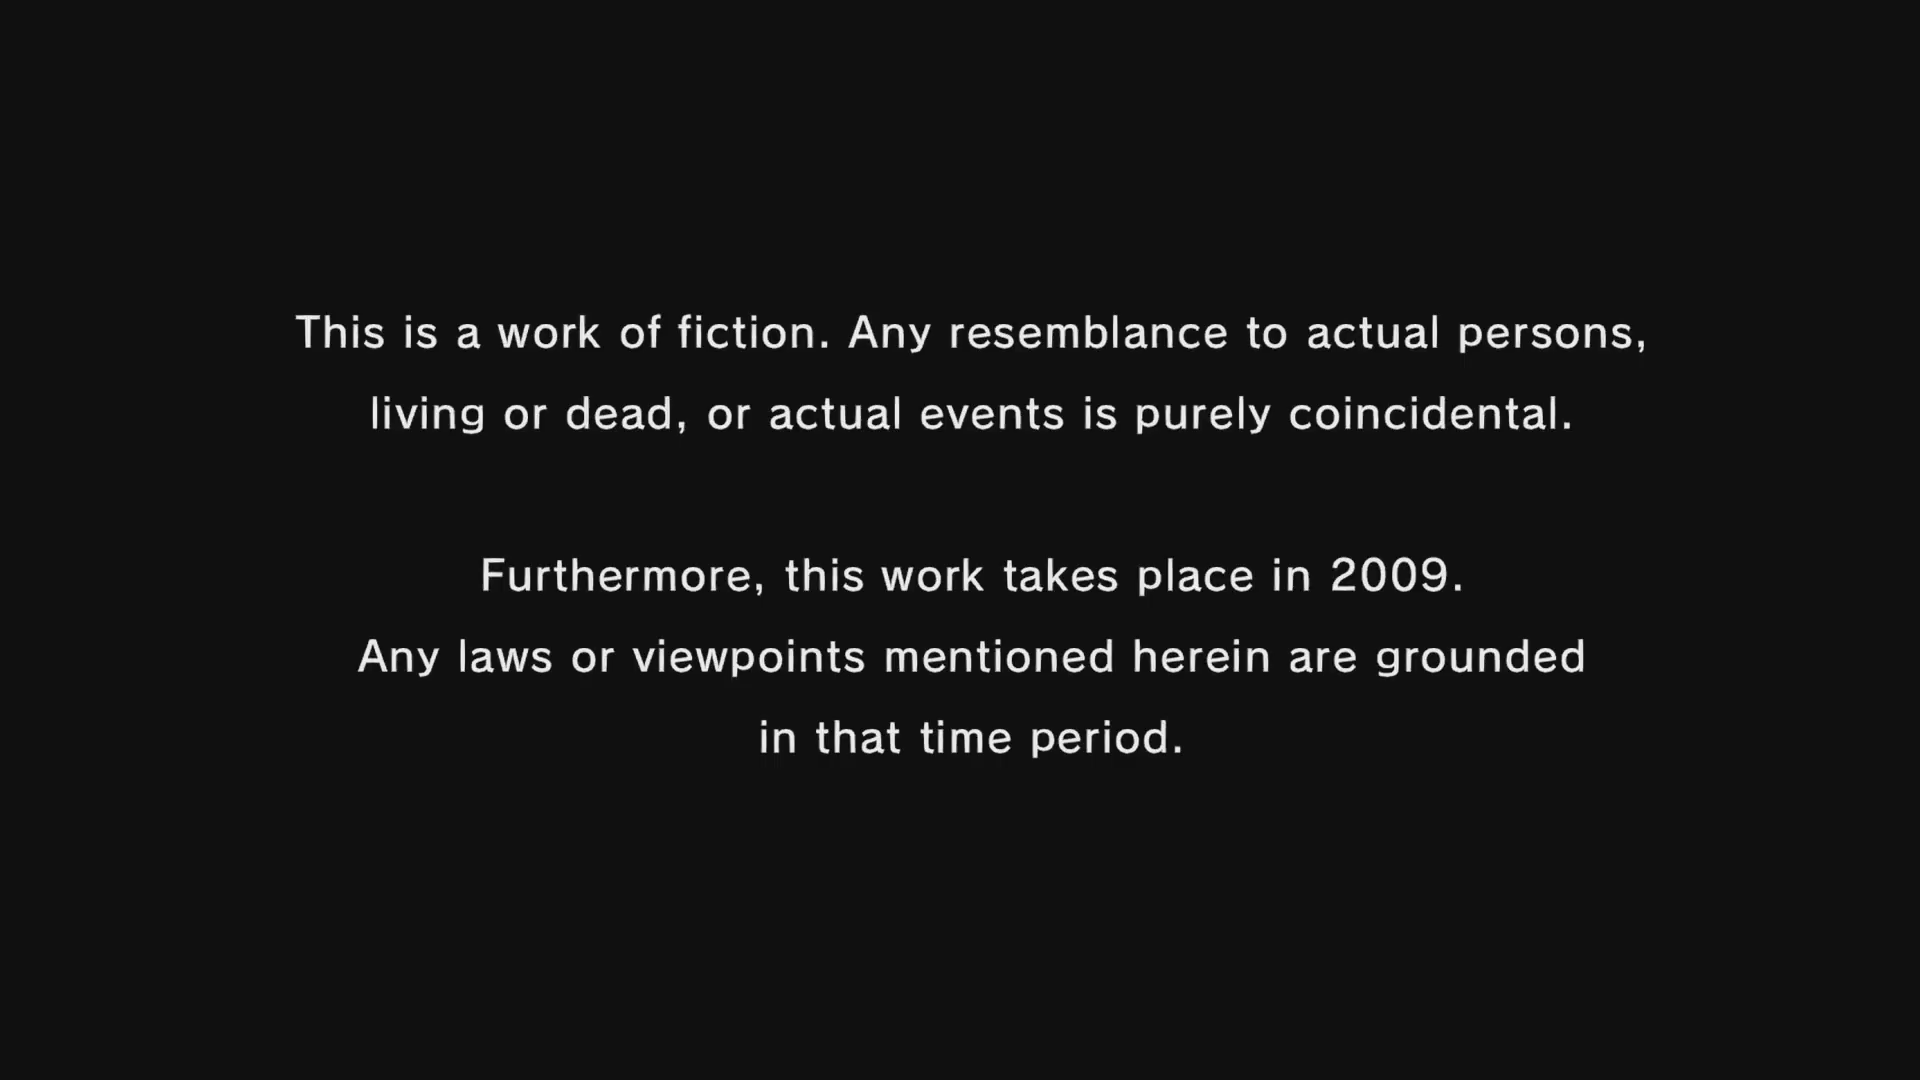 This is a work of fiction. Any resemblance to actual persons,
living or dead, or actual events is purely coincidental.
Furthermore, this work takes place in 2009.
Any laws or viewpoints mentioned herein are grounded
in that time period.